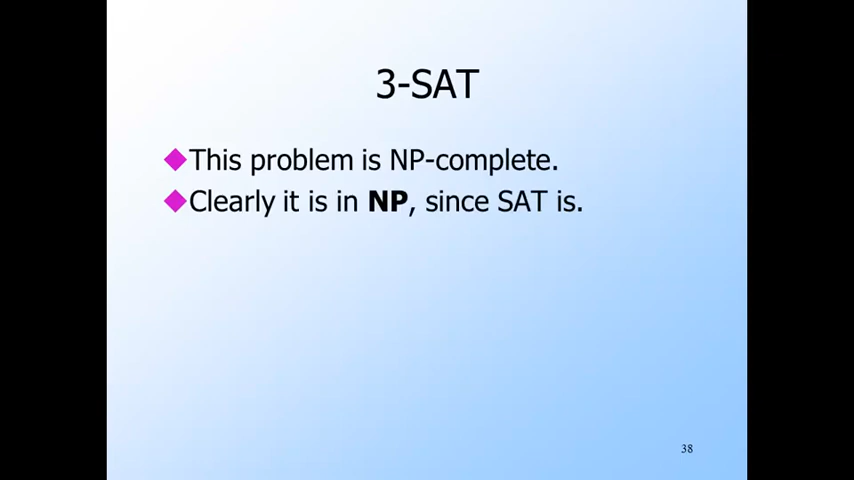 3-SAT
This problem is NP-complete.
Clearly it is in NP, since SAT is.
38